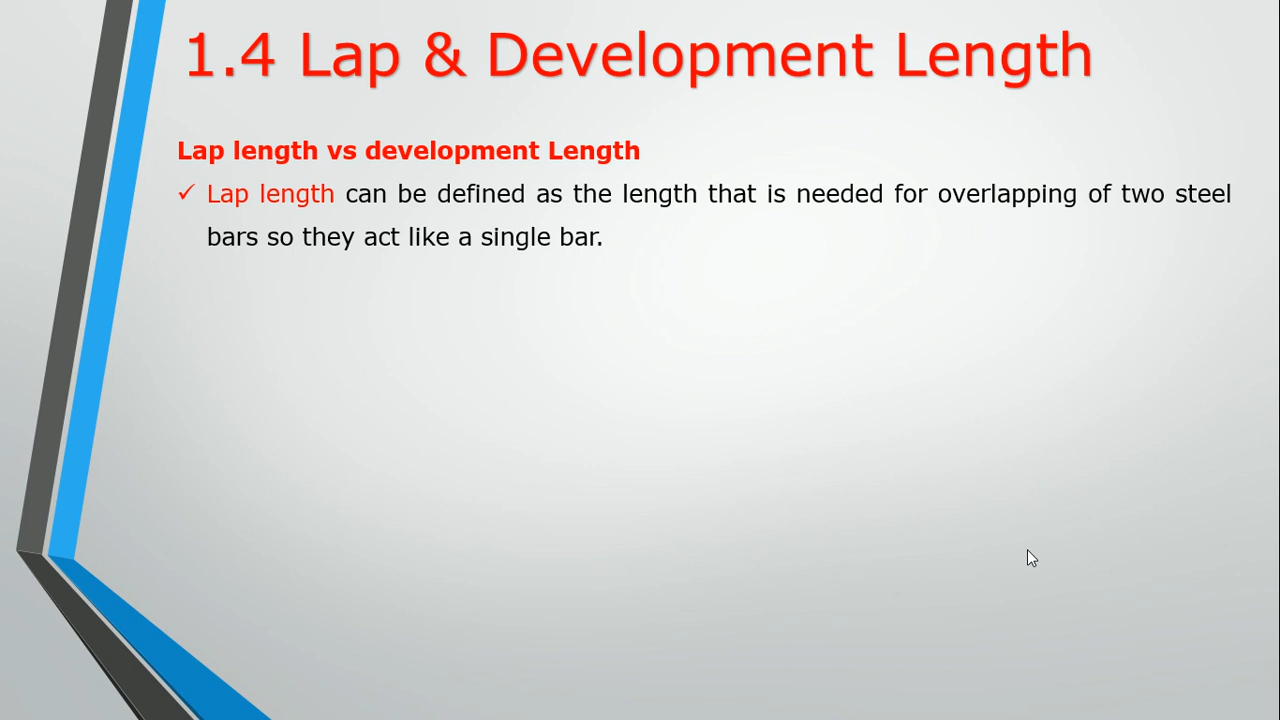 1.4 Lap & Development Length
Lap length vs development Length
✓ Lap length can be defined as the length that is needed for overlapping of two steel
bars so they act like a single bar.